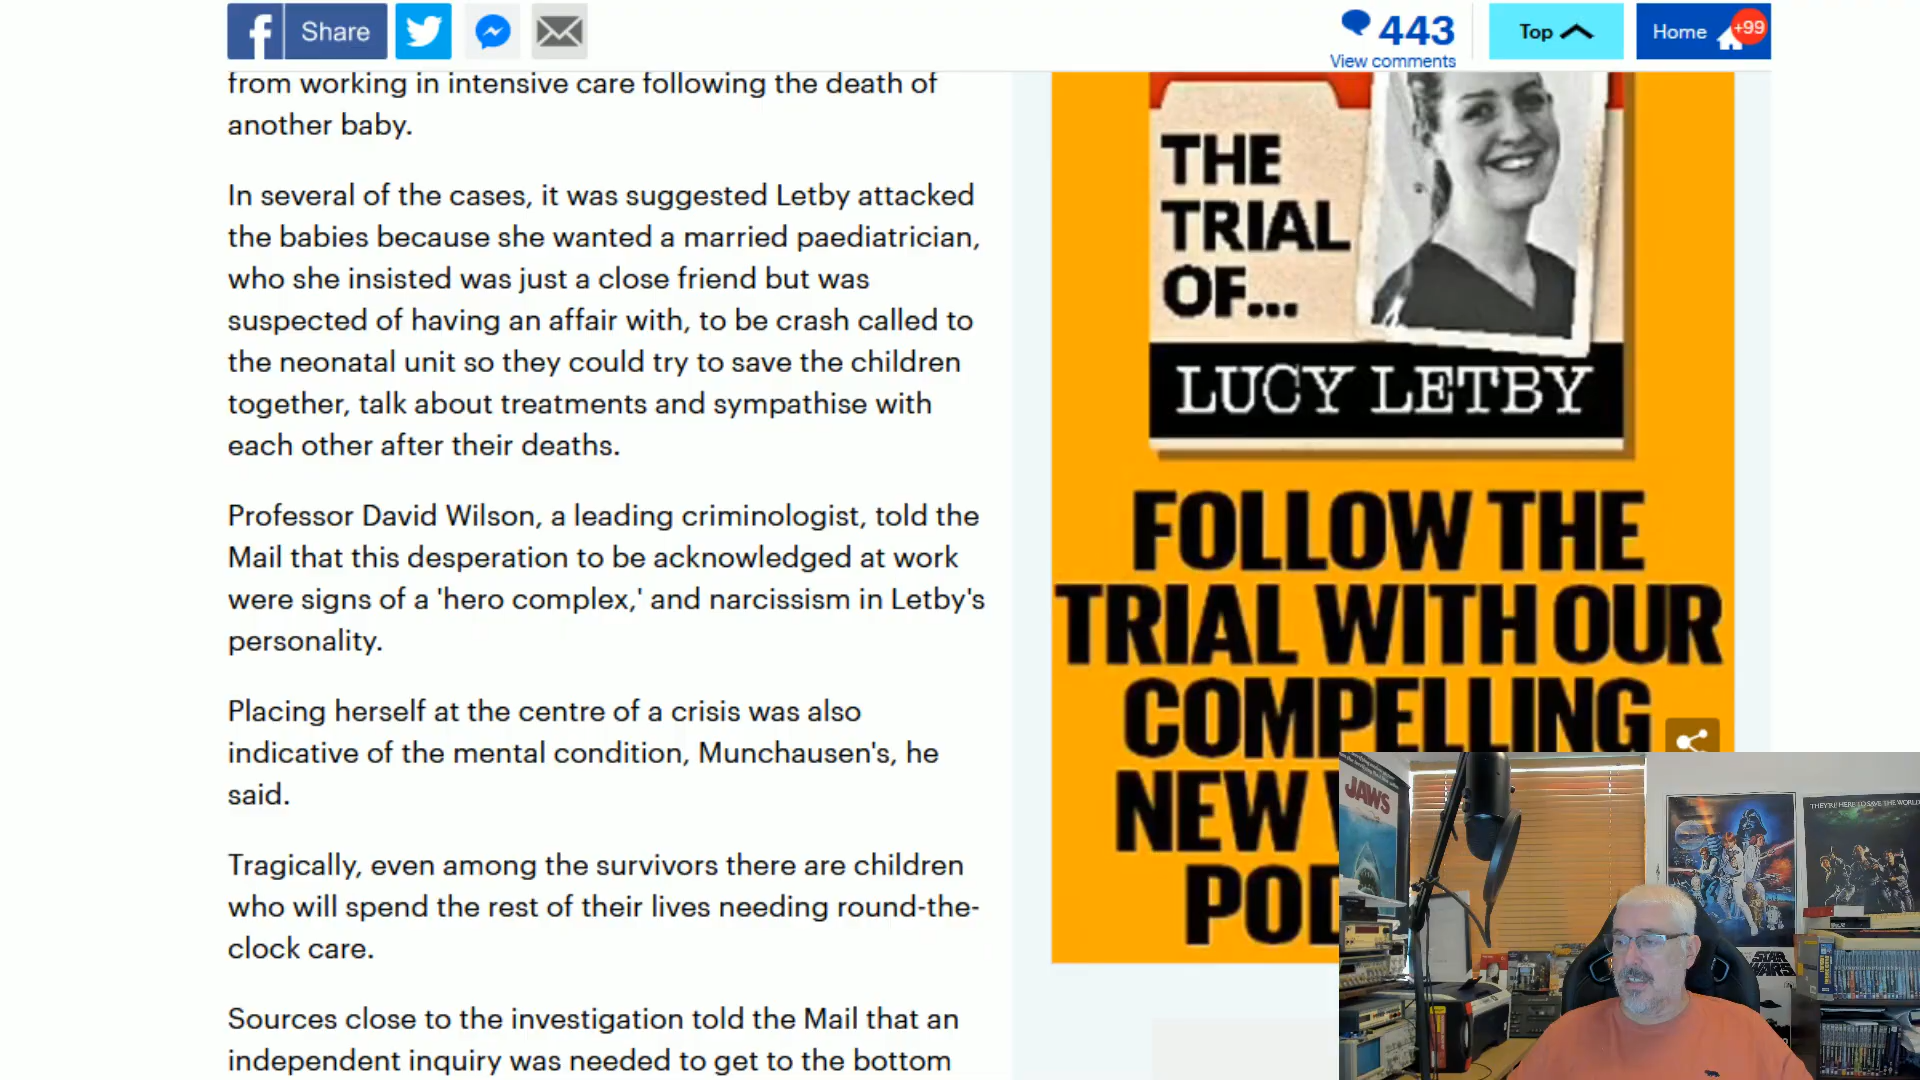 Share
443
View comments
Top
Home
+99
from working in intensive care following the death of
another baby.
In several of the cases, it was suggested Letby attacked
the babies because she wanted a married paediatrician,
who she insisted was just a close friend but was
suspected of having an affair with, to be crash called to
the neonatal unit so they could try to save the children
together, talk about treatments and sympathise with
each other after their deaths.
Professor David Wilson, a leading criminologist, told the
Mail that this desperation to be acknowledged at work
were signs of a 'hero complex,' and narcissism in Letby's
personality.
Placing herself at the centre of a crisis was also
indicative of the mental condition, Munchausen's, he
said.
Tragically, even among the survivors there are children
who will spend the rest of their lives needing round-the-
clock care.
Sources close to the investigation told the Mail that an
independent inquiry was needed to get to the bottom
THE
TRIAL
OF...
LUCY LETBY
FOLLOW THE
TRIAL WITH OUR
COMPELLING
NEW
JAWS
THEY'RE HERE TO SAVE THE WORLD
STAR
WARS